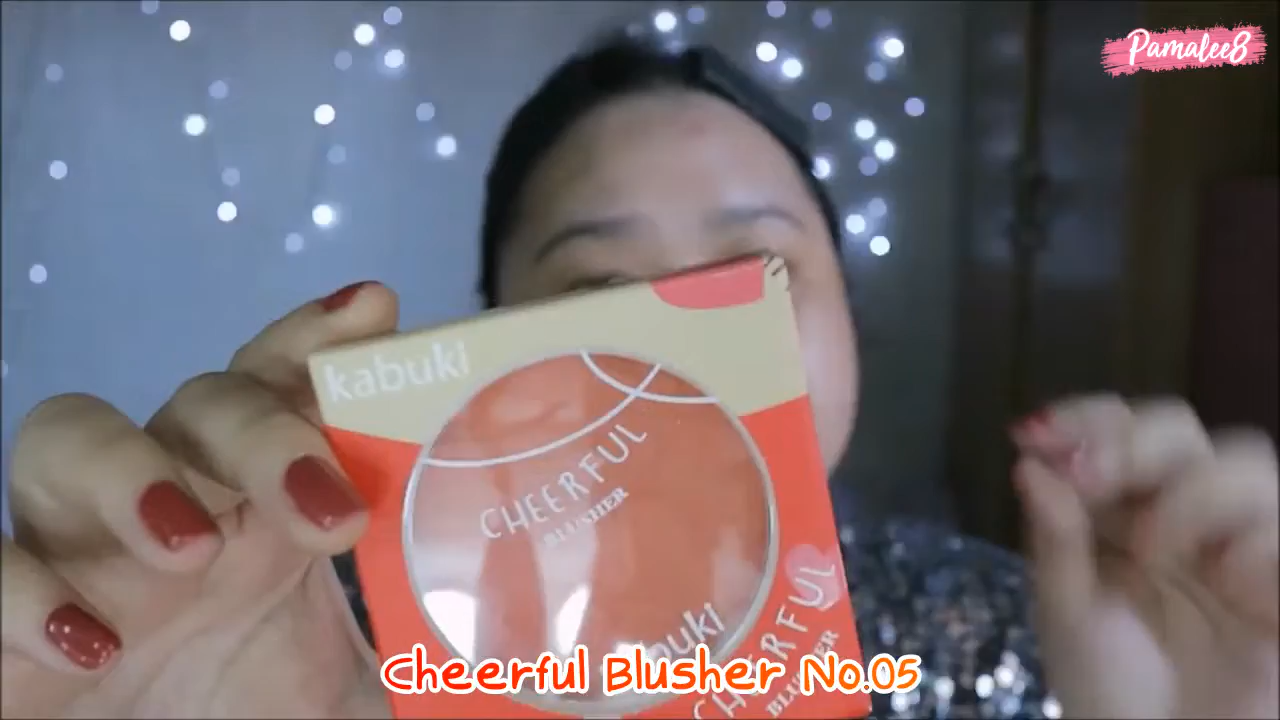 Pamalee8
kabuki
CHEERFUL
BLUSHER
kabuki
CHEERFUL
BLUSHER
Cheerful Blusher No.05